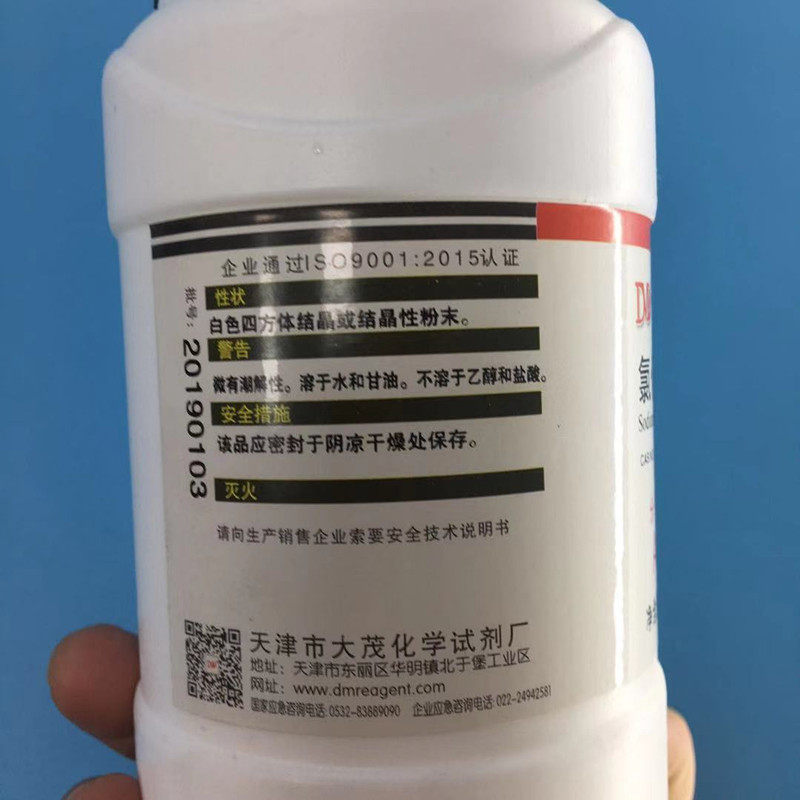 企业通过ISO9001:2015认证
性状
白色四方体结晶或结晶性粉末。
警告
微有潮解性。溶于水和甘油。不溶于乙醇和盐酸。
安全措施
该品应密封于阴凉干燥处保存。
灭火
请向生产销售企业索要安全技术说明书
批号: 20190103
天津市大茂化学试剂厂
地址: 天津市东丽区华明镇北于堡工业区
网址: www.dmreagent.com
国家应急咨询电话: 0532-83889090 企业应急咨询电话: 022-24942581
氯